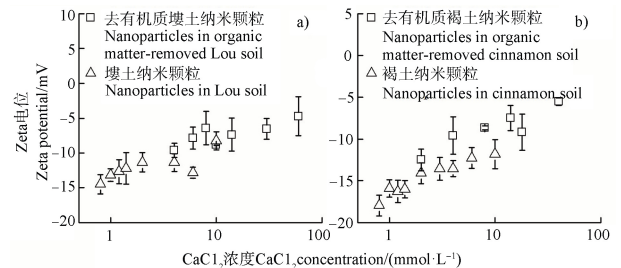 a)
□ 去有机质塿土纳米颗粒
Nanoparticles in organic
matter-removed Lou soil
△ 塿土纳米颗粒
Nanoparticles in Lou soil
10
5
0
−5
−10
−15
−20
1
10
100
Zeta电位
Zeta potential/mV
b)
□ 去有机质褐土纳米颗粒
Nanoparticles in organic
matter-removed cinnamon soil
△ 褐土纳米颗粒
Nanoparticles in cinnamon soil
−5
0
−5
−10
−15
−20
1
10
100
CaC1,浓度CaC1,concentration/(mmol·L⁻¹)